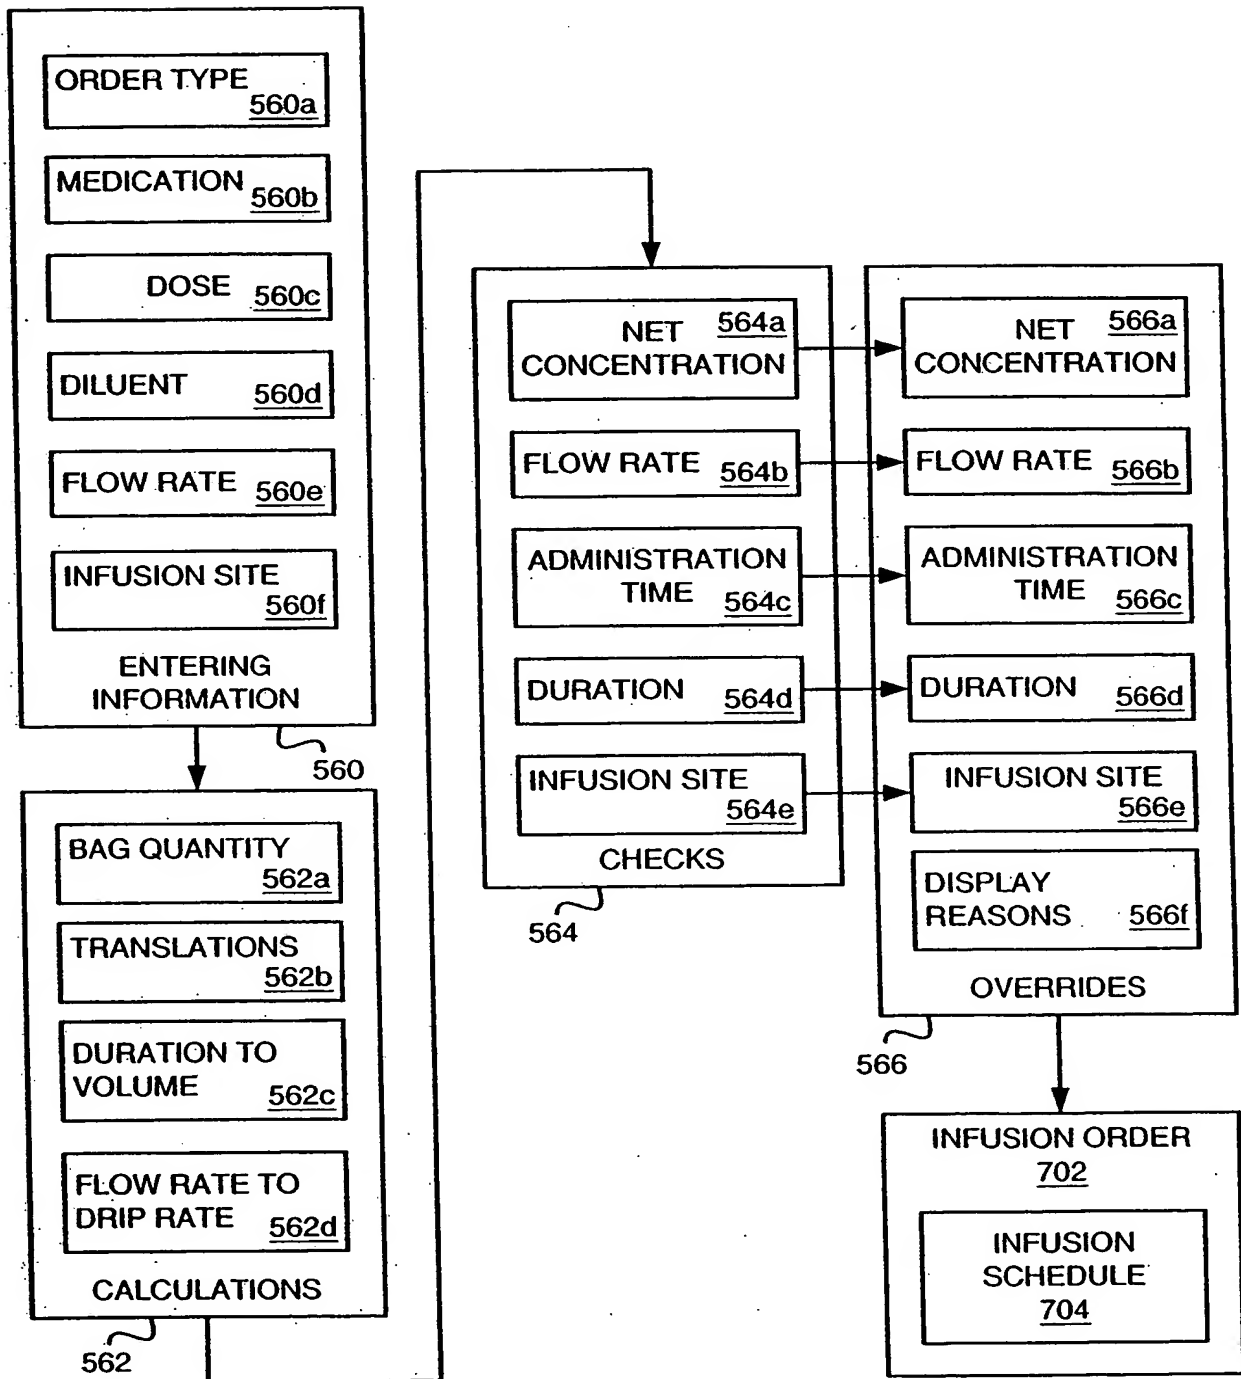 ORDER TYPE
560a
MEDICATION
560b
DOSE 560c
DILUENT
560d
FLOW RATE
560e
INFUSION SITE
560f
ENTERING
INFORMATION
560
BAG QUANTITY
562a
TRANSLATIONS
562b
DURATION TO
VOLUME
562c
FLOW RATE TO
DRIP RATE 562d
CALCULATIONS
562
NET 564a
CONCENTRATION
FLOW RATE 564b
ADMINISTRATION
TIME 564c
DURATION 564d
INFUSION SITE
564e
CHECKS
564
NET 566a
CONCENTRATION
FLOW RATE 566b
ADMINISTRATION
TIME 566c
DURATION 566d
INFUSION SITE
566e
DISPLAY
REASONS 566f
OVERRIDES
566
INFUSION ORDER
702
INFUSION
SCHEDULE
704